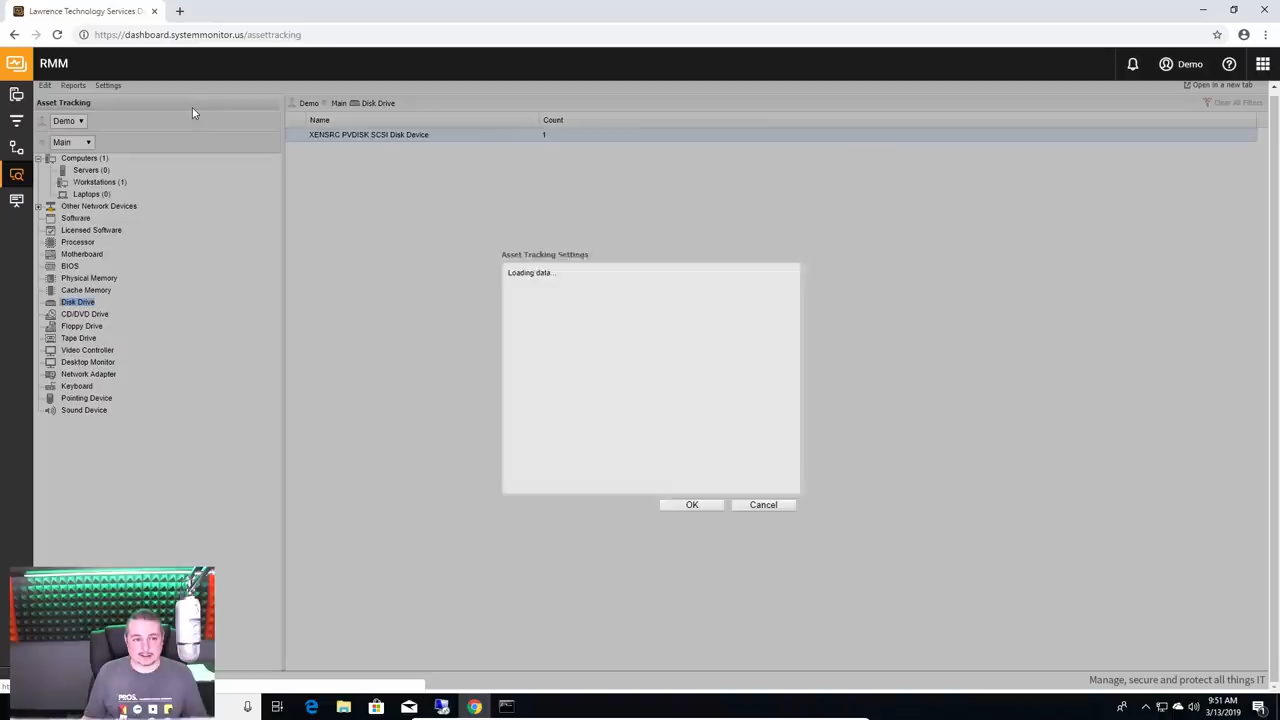 Lawrence Technology Services D
https://dashboard.systemmonitor.us/assettracking
RMM
Demo
Edit Reports Settings
Open in a new tab
Asset Tracking
Demo Main Disk Drive
Clear All Filters
Demo
Name Count
XENSRC PVDISK SCSI Disk Device 1
Main
Computers (1)
Servers (0)
Workstations (1)
Laptops (0)
Other Network Devices
Software
Licensed Software
Processor
Motherboard
BIOS
Physical Memory
Cache Memory
Disk Drive
CD/DVD Drive
Floppy Drive
Tape Drive
Video Controller
Desktop Monitor
Network Adapter
Keyboard
Pointing Device
Sound Device
Asset Tracking Settings
Loading data...
OK Cancel
PROS.
Manage, secure and protect all things IT
9:51 AM
3/13/2019